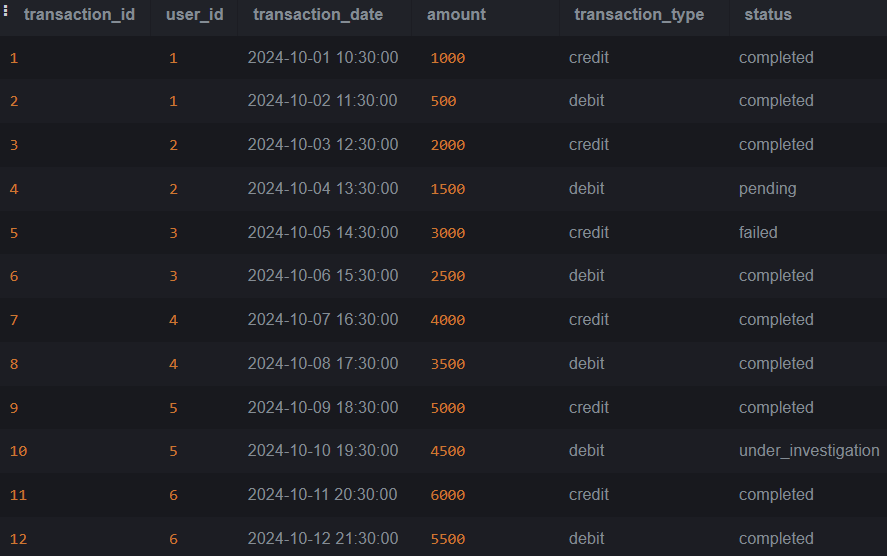 transaction_id user_id transaction_date amount transaction_type status
1 1 2024-10-01 10:30:00 1000 credit completed
2 1 2024-10-02 11:30:00 500 debit completed
3 2 2024-10-03 12:30:00 2000 credit completed
4 2 2024-10-04 13:30:00 1500 debit pending
5 3 2024-10-05 14:30:00 3000 credit failed
6 3 2024-10-06 15:30:00 2500 debit completed
7 4 2024-10-07 16:30:00 4000 credit completed
8 4 2024-10-08 17:30:00 3500 debit completed
9 5 2024-10-09 18:30:00 5000 credit completed
10 5 2024-10-10 19:30:00 4500 debit under_investigation
11 6 2024-10-11 20:30:00 6000 credit completed
12 6 2024-10-12 21:30:00 5500 debit completed